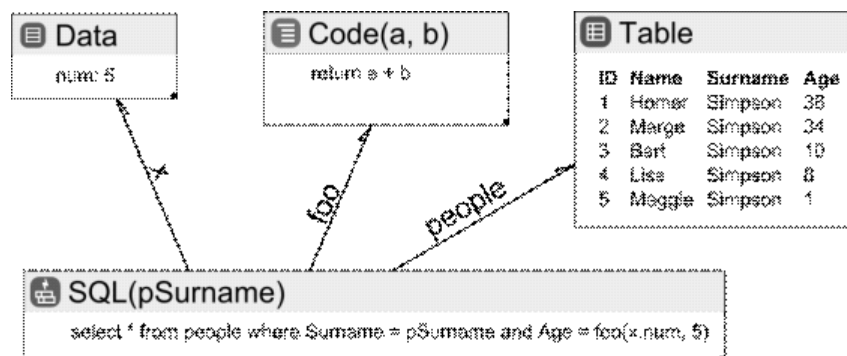 Data
num: 5
Code(a, b)
return a + b
Table
ID Name Surname Age
1 Homer Simpson 38
2 Marge Simpson 34
3 Bart Simpson 10
4 Lisa Simpson 8
5 Maggie Simpson 1
x
foo
people
SQL(pSurname)
select * from people where Surname = pSurname and Age = foo(x.num, 5)